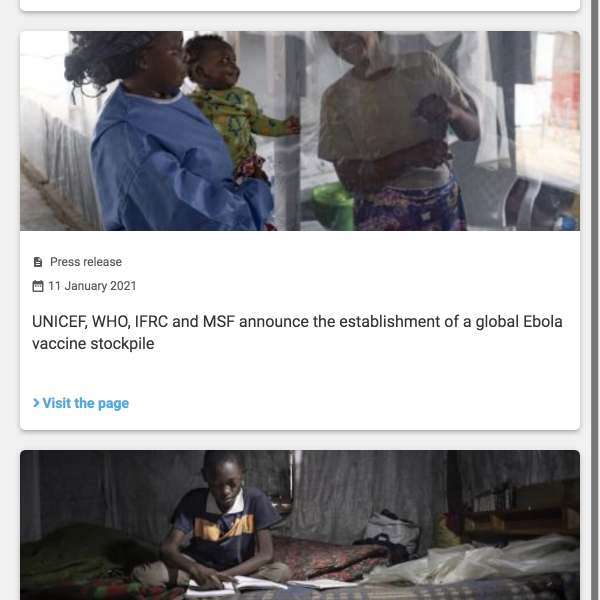 Press release
11 January 2021
UNICEF, WHO, IFRC and MSF announce the establishment of a global Ebola
vaccine stockpile
Visit the page